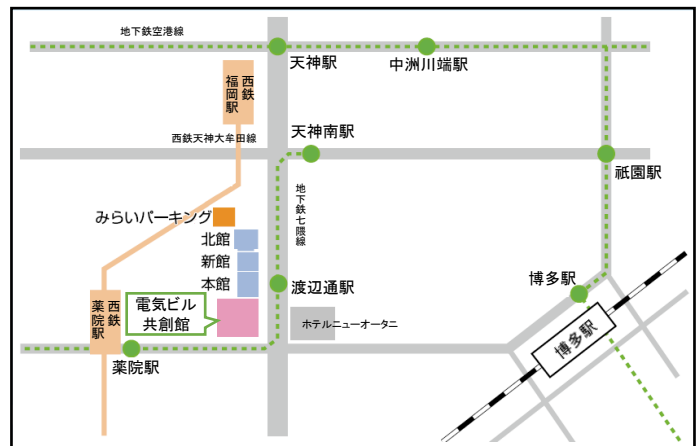 地下鉄空港線
天神駅
中洲川端駅
西鉄
福岡駅
西鉄天神大牟田線
天神南駅
祇園駅
地下鉄七隈線
みらいパーキング
北館
新館
本館
渡辺通駅
博多駅
電気ビル
共創館
西鉄
薬院駅
ホテルニューオータニ
博多駅
薬院駅